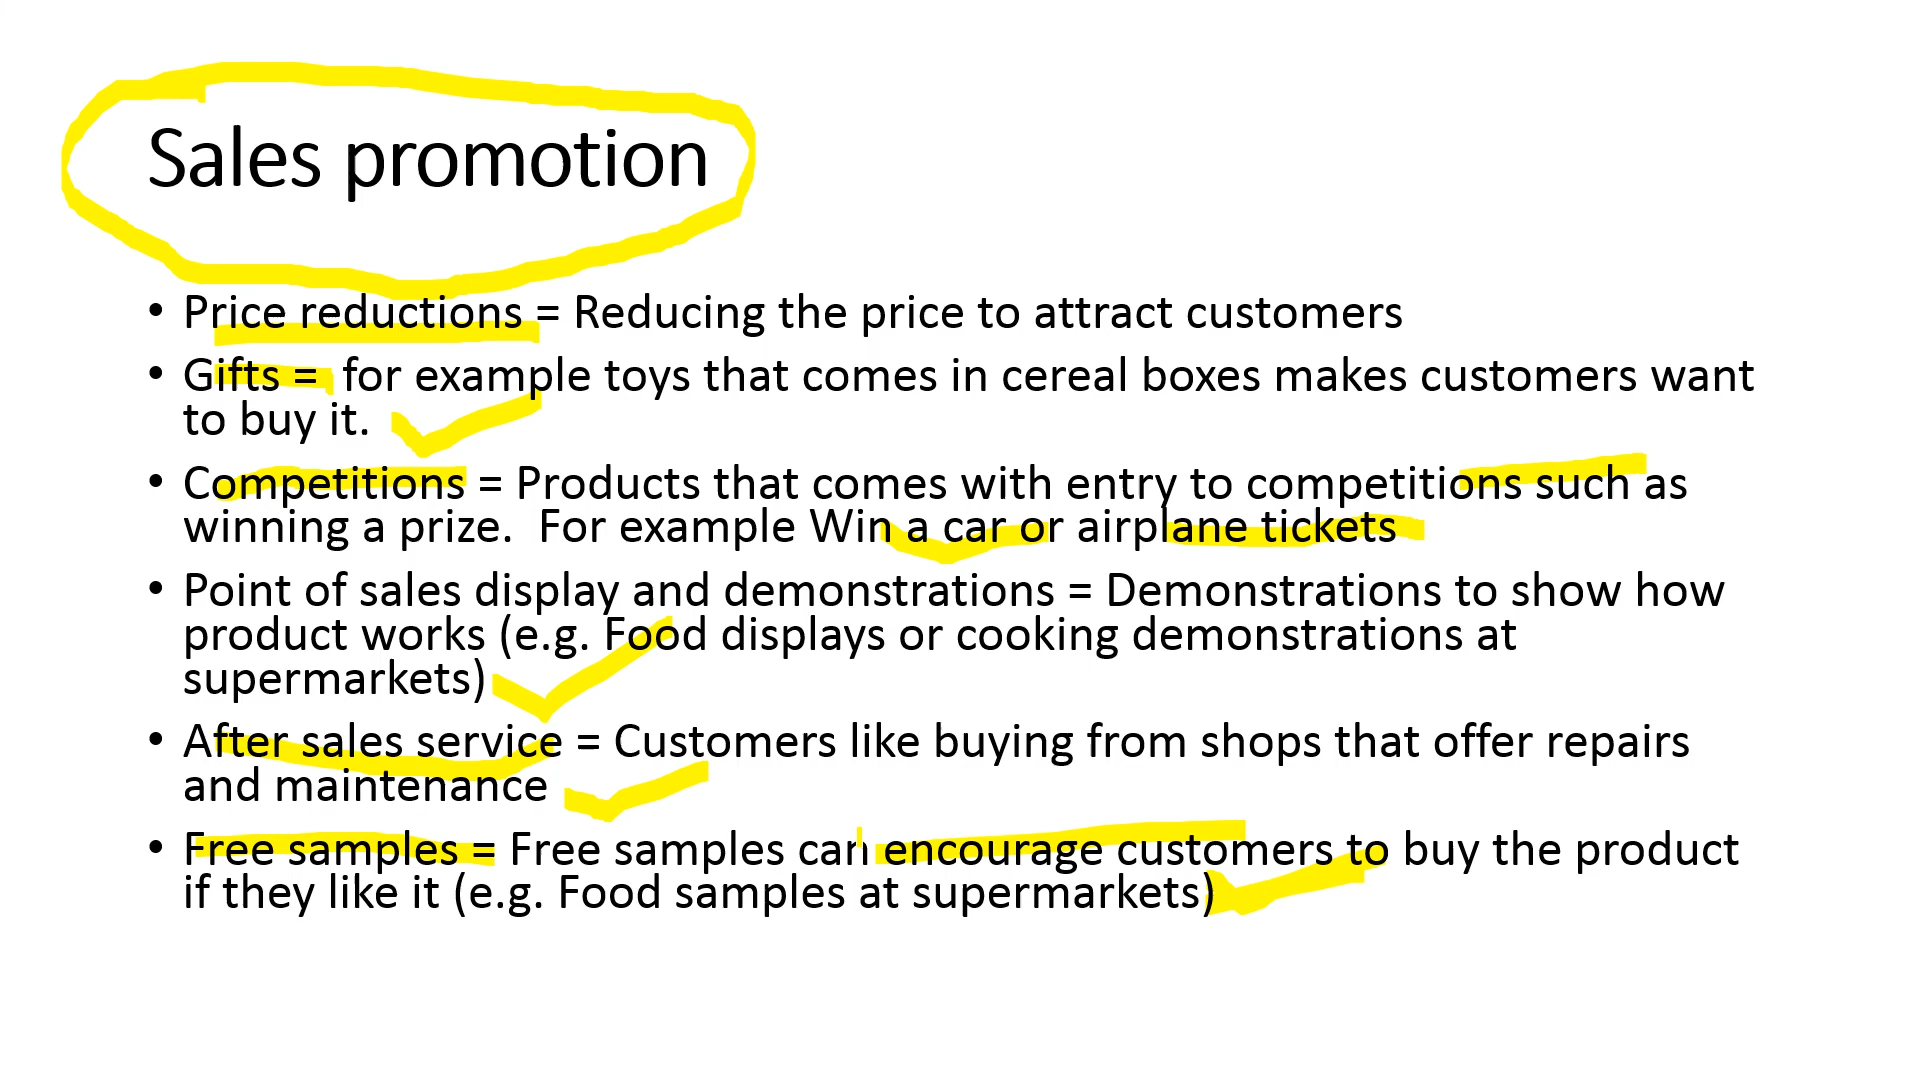 Sales promotion
• Price reductions = Reducing the price to attract customers
• Gifts =  for example toys that comes in cereal boxes makes customers want
to buy it.
• Competitions = Products that comes with entry to competitions such as
winning a prize.  For example Win a car or airplane tickets
• Point of sales display and demonstrations = Demonstrations to show how
product works (e.g. Food displays or cooking demonstrations at
supermarkets)
• After sales service = Customers like buying from shops that offer repairs
and maintenance
• Free samples = Free samples can encourage customers to buy the product
if they like it (e.g. Food samples at supermarkets)